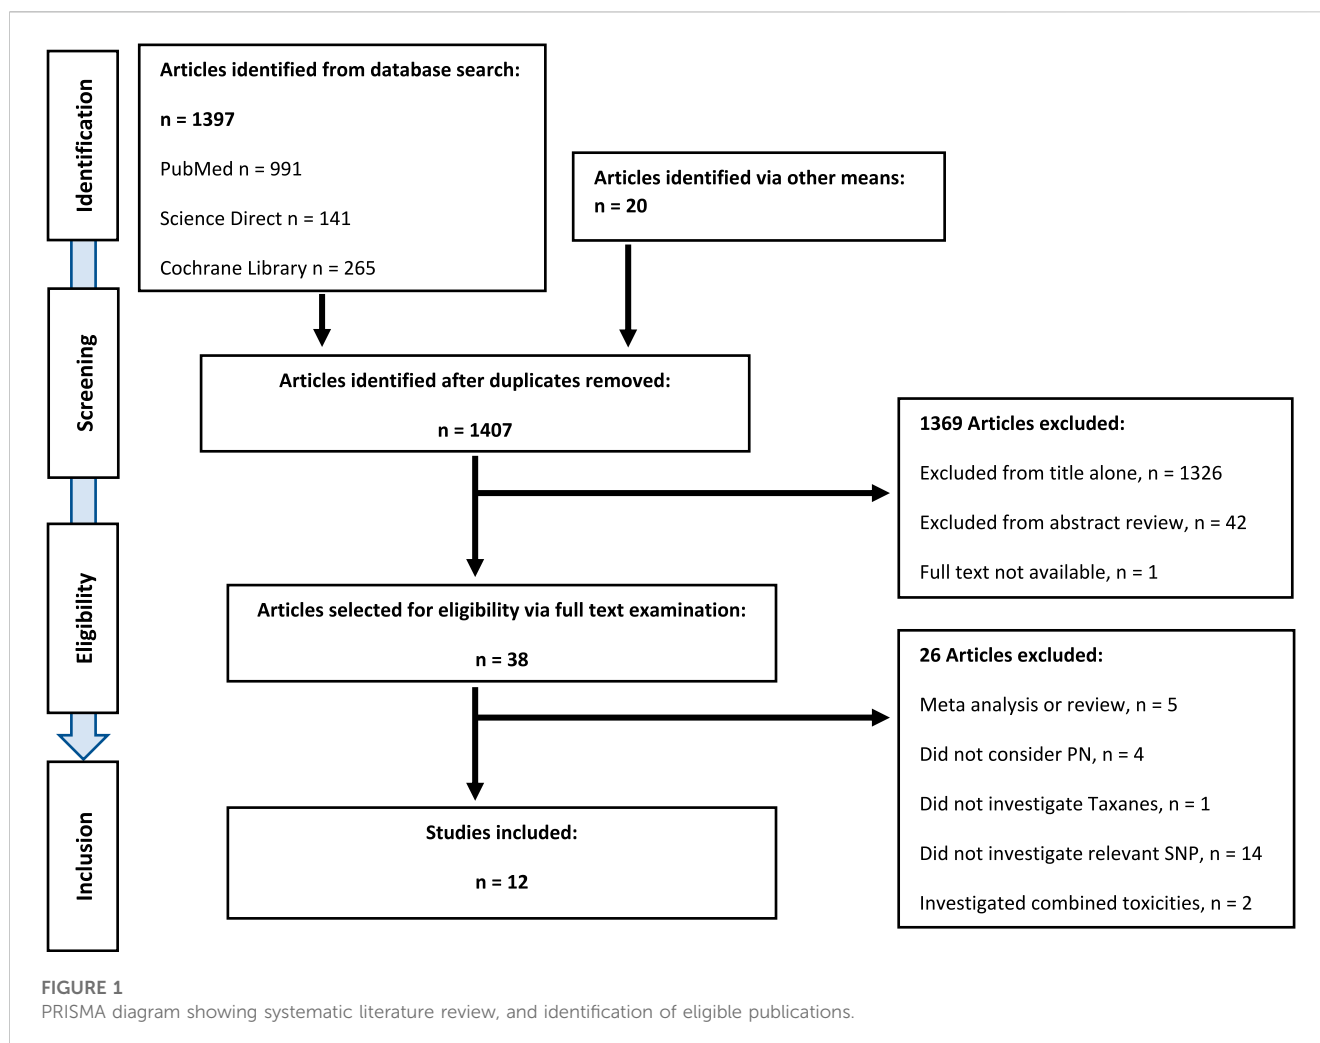 Identification
Articles identified from database search:
n = 1397
PubMed n = 991
Science Direct n = 141
Cochrane Library n = 265
Articles identified via other means:
n = 20
Screening
Articles identified after duplicates removed:
n = 1407
1369 Articles excluded:
Excluded from title alone, n = 1326
Excluded from abstract review, n = 42
Full text not available, n = 1
Eligibility
Articles selected for eligibility via full text examination:
n = 38
26 Articles excluded:
Meta analysis or review, n = 5
Did not consider PN, n = 4
Did not investigate Taxanes, n = 1
Did not investigate relevant SNP, n = 14
Investigated combined toxicities, n = 2
Inclusion
Studies included:
n = 12
FIGURE 1
PRISMA diagram showing systematic literature review, and identification of eligible publications.